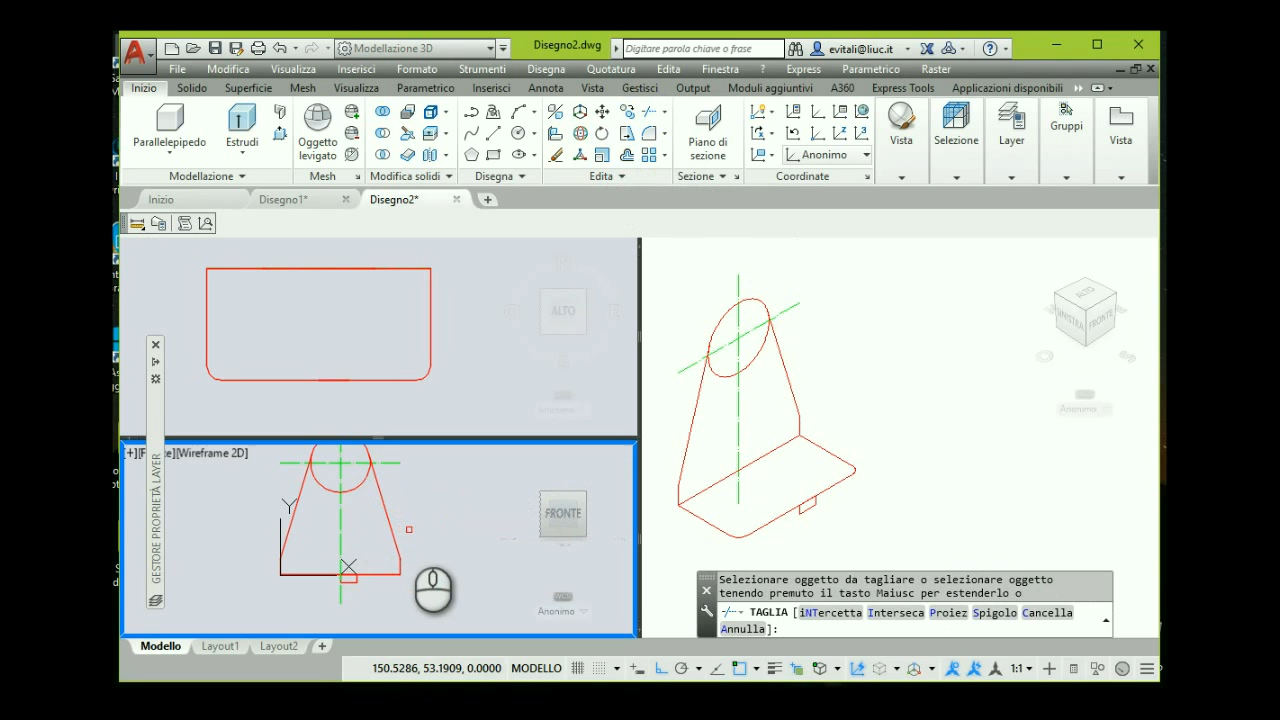 Modellazione 3D
Disegno2.dwg
Digitare parola chiave o frase
evitali@liuc.it
File Modifica Visualizza Inserisci Formato Strumenti Disegna Quotatura Edita Finestra ? Express Parametrico Raster
Inizio Solido Superficie Mesh Visualizza Parametrico Inserisci Annota Vista Gestisci Output Moduli aggiuntivi A360 Express Tools Applicazioni disponibili
Parallelepipedo
Estrudi
Oggetto
levigato
Piano di
sezione
Anonimo
Vista
Selezione
Layer
Gruppi
Vista
Modellazione
Mesh
Modifica solidi
Disegna
Edita
Sezione
Coordinate
Inizio
Disegno1*
Disegno2*
ALTO
Anonimo
ALTO
SINISTRA
FRONTE
Anonimo
[Wireframe 2D]
Y
X
FRONTE
Anonimo
GESTORE PROPRIETÀ LAYER
Selezionare oggetto da tagliare o selezionare oggetto
tenendo premuto il tasto Maiusc per estenderlo o
TAGLIA [iNTercetta Interseca Proiez Spigolo Cancella
Annulla]:
Modello Layout1 Layout2
150.5286, 53.1909, 0.0000 MODELLO
1:1